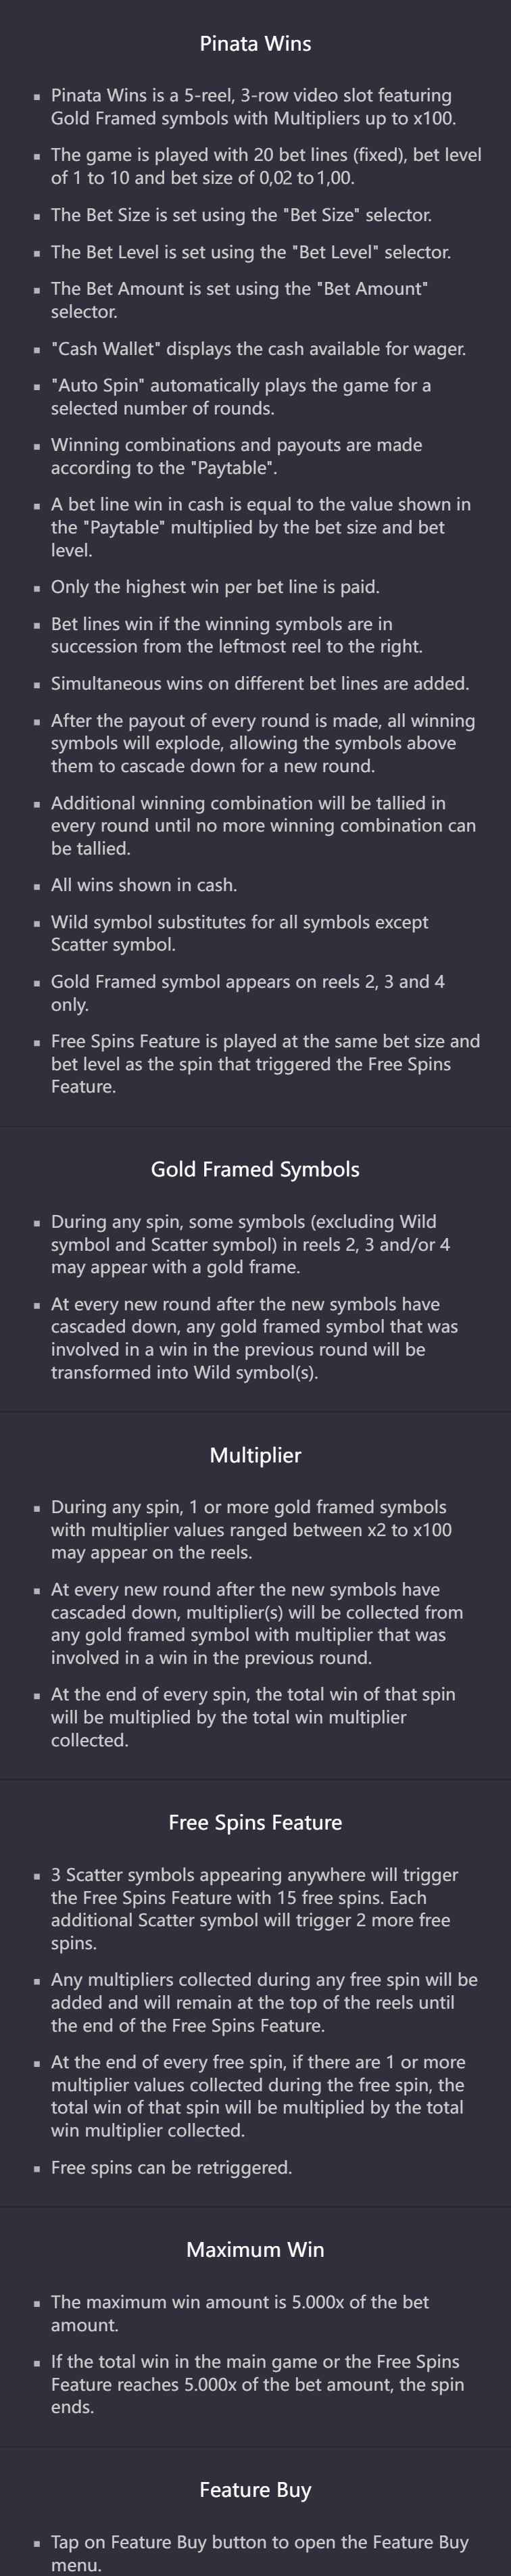 Pinata Wins
Pinata Wins is a 5-reel, 3-row video slot featuring
Gold Framed symbols with Multipliers up to x100.
The game is played with 20 bet lines (fixed), bet level
of 1 to 10 and bet size of 0,02 to 1,00.
The Bet Size is set using the "Bet Size" selector.
The Bet Level is set using the "Bet Level" selector.
The Bet Amount is set using the "Bet Amount"
selector.
"Cash Wallet" displays the cash available for wager.
"Auto Spin" automatically plays the game for a
selected number of rounds.
Winning combinations and payouts are made
according to the "Paytable".
A bet line win in cash is equal to the value shown in
the "Paytable" multiplied by the bet size and bet
level.
Only the highest win per bet line is paid.
Bet lines win if the winning symbols are in
succession from the leftmost reel to the right.
Simultaneous wins on different bet lines are added.
After the payout of every round is made, all winning
symbols will explode, allowing the symbols above
them to cascade down for a new round.
Additional winning combination will be tallied in
every round until no more winning combination can
be tallied.
All wins shown in cash.
Wild symbol substitutes for all symbols except
Scatter symbol.
Gold Framed symbol appears on reels 2, 3 and 4
only.
Free Spins Feature is played at the same bet size and
bet level as the spin that triggered the Free Spins
Feature.
Gold Framed Symbols
During any spin, some symbols (excluding Wild
symbol and Scatter symbol) in reels 2, 3 and/or 4
may appear with a gold frame.
At every new round after the new symbols have
cascaded down, any gold framed symbol that was
involved in a win in the previous round will be
transformed into Wild symbol(s).
Multiplier
During any spin, 1 or more gold framed symbols
with multiplier values ranged between x2 to x100
may appear on the reels.
At every new round after the new symbols have
cascaded down, multiplier(s) will be collected from
any gold framed symbol with multiplier that was
involved in a win in the previous round.
At the end of every spin, the total win of that spin
will be multiplied by the total win multiplier
collected.
Free Spins Feature
3 Scatter symbols appearing anywhere will trigger
the Free Spins Feature with 15 free spins. Each
additional Scatter symbol will trigger 2 more free
spins.
Any multipliers collected during any free spin will be
added and will remain at the top of the reels until
the end of the Free Spins Feature.
At the end of every free spin, if there are 1 or more
multiplier values collected during the free spin, the
total win of that spin will be multiplied by the total
win multiplier collected.
Free spins can be retriggered.
Maximum Win
The maximum win amount is 5.000x of the bet
amount.
If the total win in the main game or the Free Spins
Feature reaches 5.000x of the bet amount, the spin
ends.
Feature Buy
Tap on Feature Buy button to open the Feature Buy
menu.